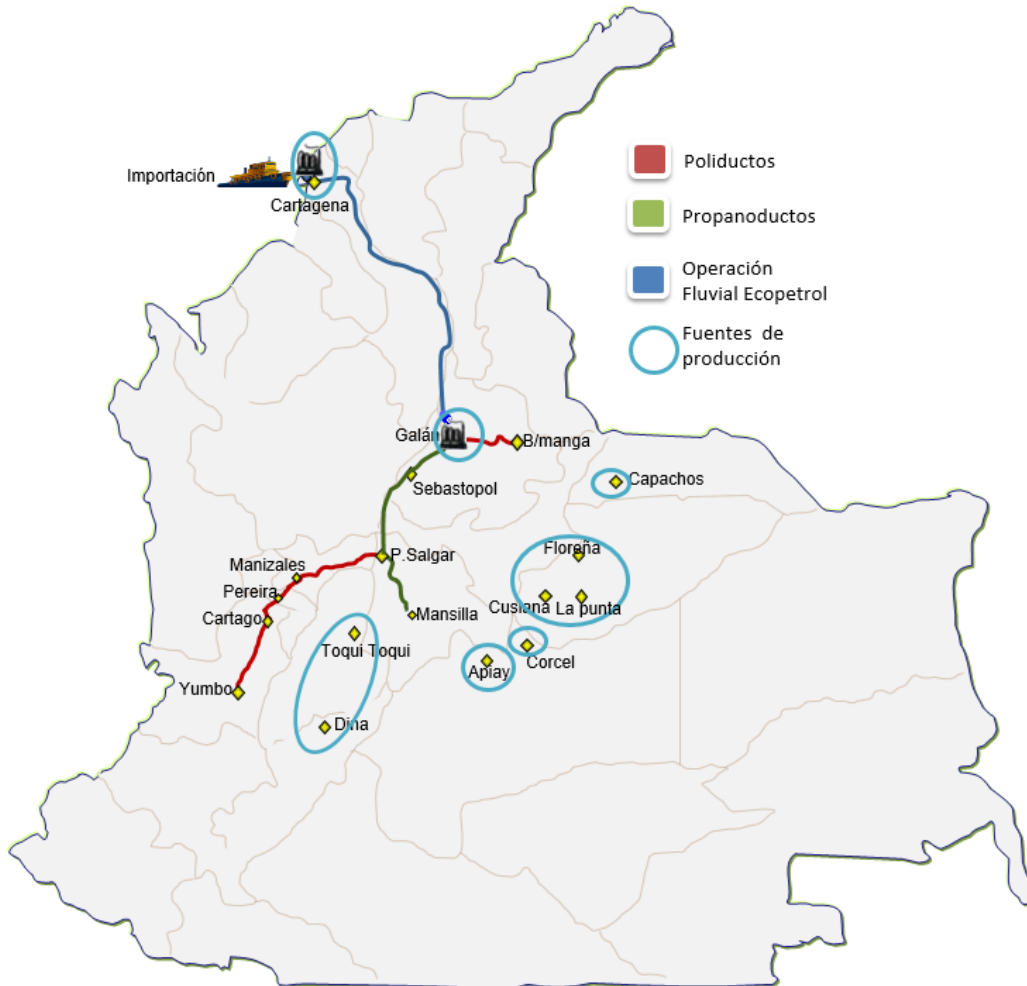 Importación
Cartagena
Poliductos
Propanoductos
Operación
Fluvial Ecopetrol
Fuentes de
producción
Galán
B/manga
Sebastopol
Capachos
P.Salgar
Floreña
Manizales
Pereira
Cusiana
La punta
Cartago
Mansilla
Toqui Toqui
Corcel
Apiay
Yumbo
Dina